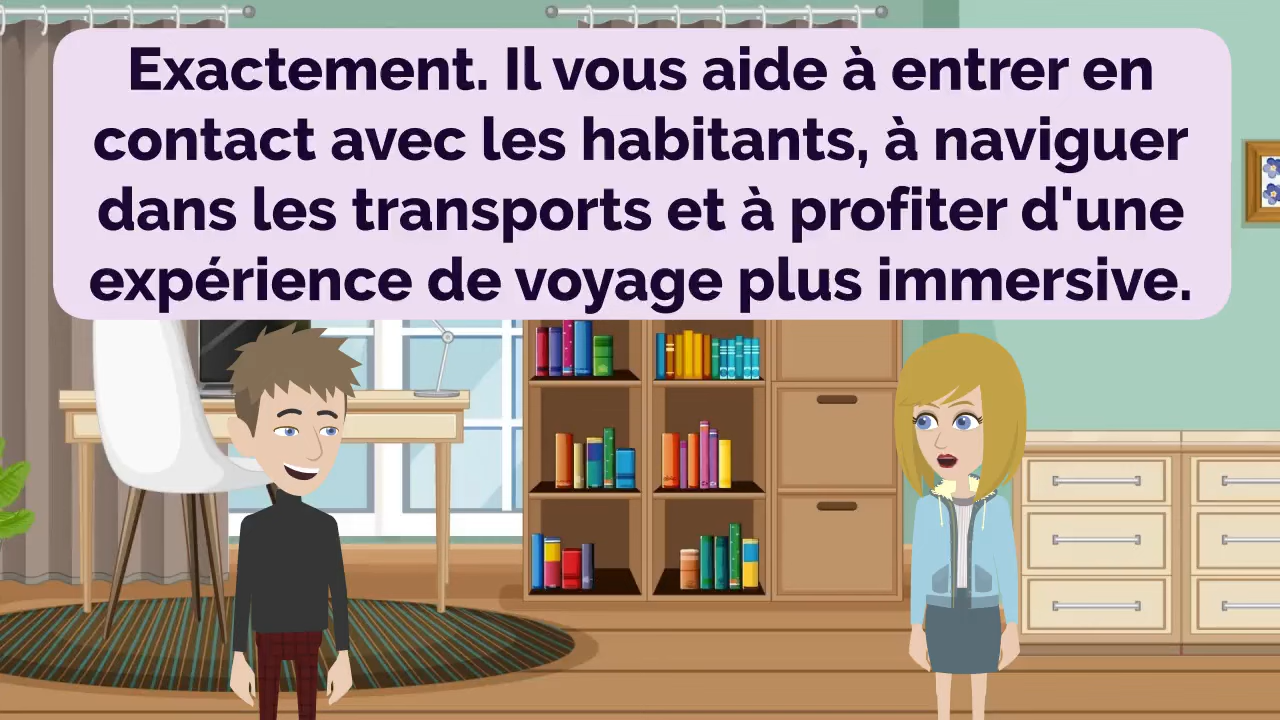 Exactement. Il vous aide à entrer en
contact avec les habitants, à naviguer
dans les transports et à profiter d'une
expérience de voyage plus immersive.